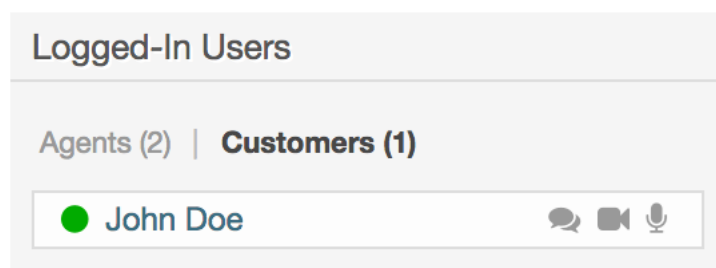 Logged-In Users
Agents (2) | Customers (1)
John Doe